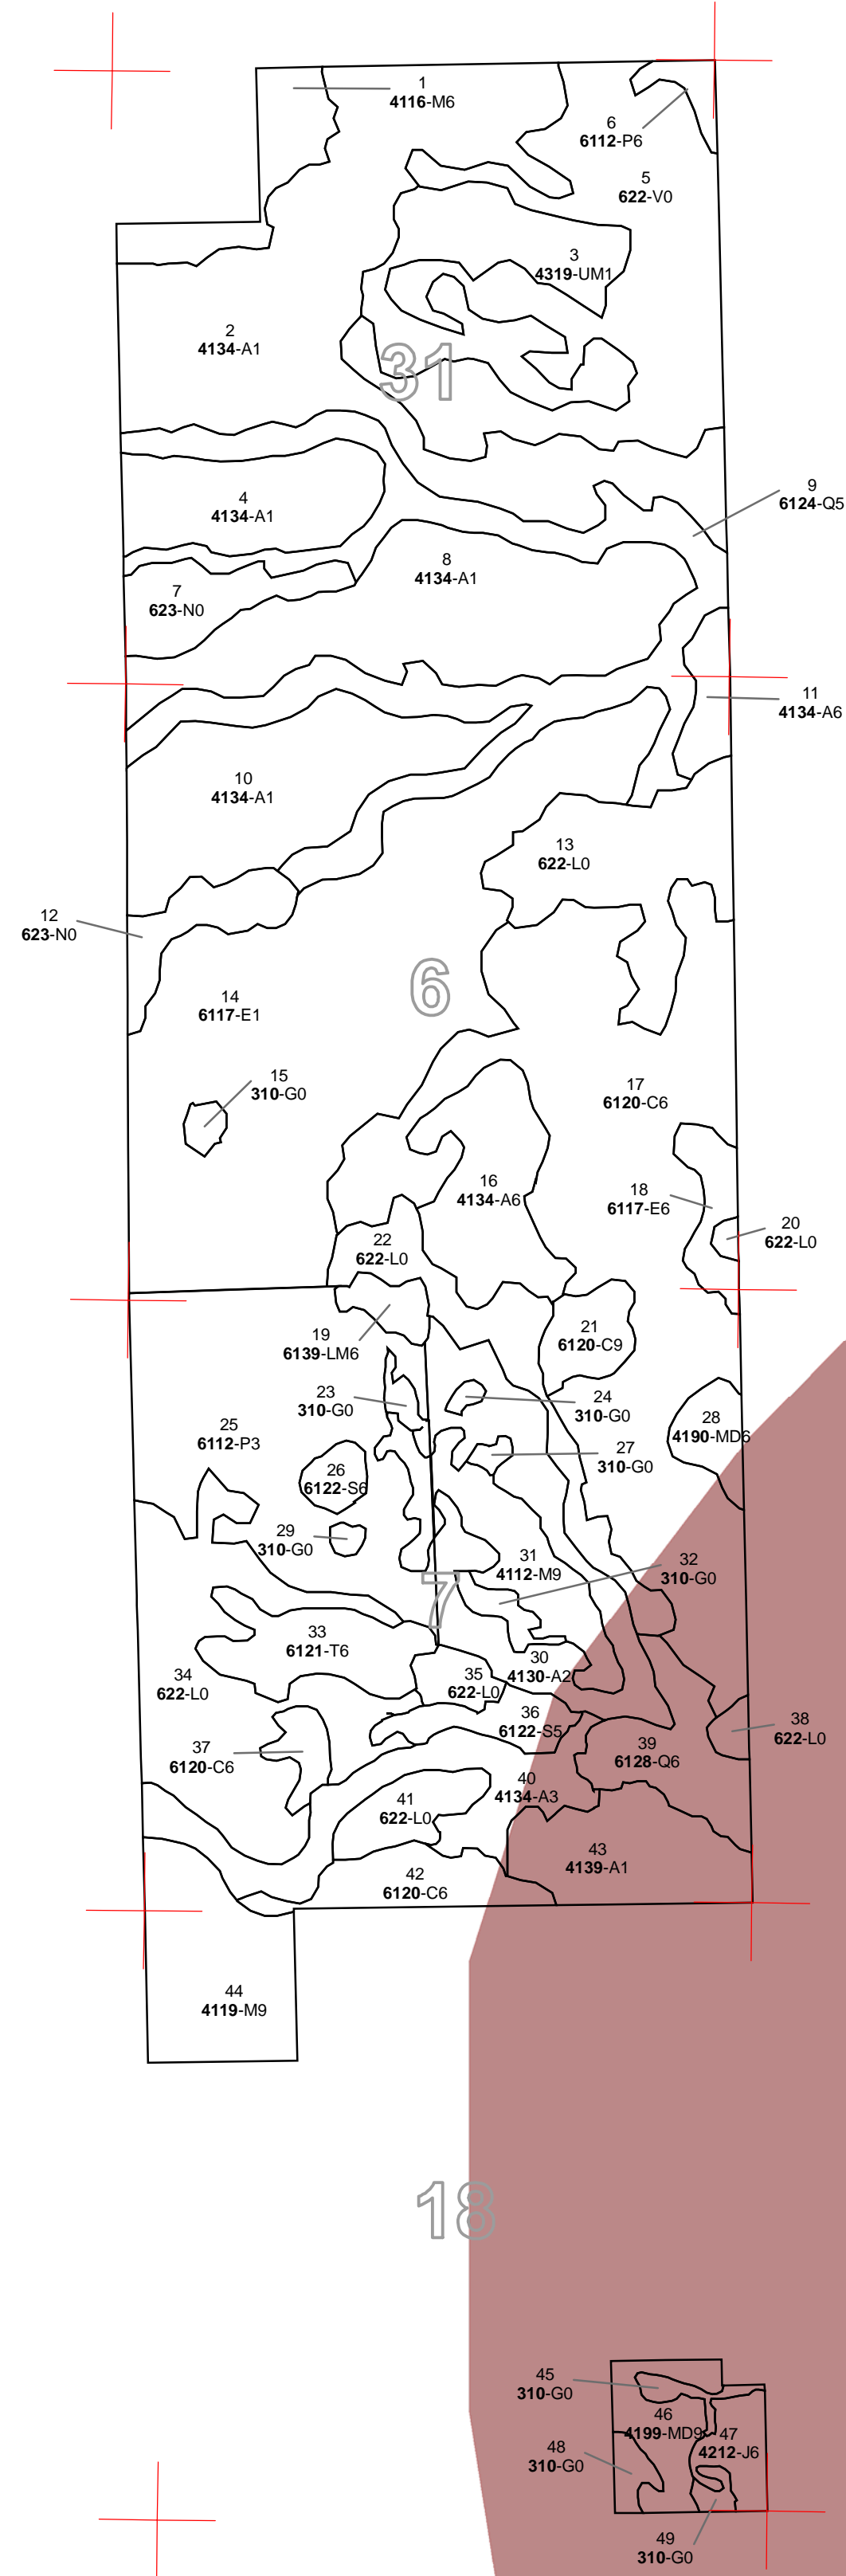 1
4116-M6
6
6112-P6
5
622-V0
3
4319-UM1
2
4134-A1
31
9
6124-Q5
4
4134-A1
8
4134-A1
7
623-N0
11
4134-A6
10
4134-A1
13
622-L0
12
623-N0
6
14
6117-E1
15
310-G0
17
6120-C6
16
4134-A6
18
6117-E6
20
622-L0
22
622-L0
19
6139-LM6
21
6120-C9
23
310-G0
24
310-G0
28
4190-MD6
25
6112-P3
27
310-G0
26
6122-S6
29
310-G0
31
4112-M9
32
310-G0
7
33
6121-T6
30
4130-A2
34
622-L0
35
622-L0
36
6122-S5
38
622-L0
37
6120-C6
39
6128-Q6
40
4134-A3
41
622-L0
43
4139-A1
42
6120-C6
44
4119-M9
18
45
310-G0
46
4199-MD9
47
4212-J6
48
310-G0
49
310-G0